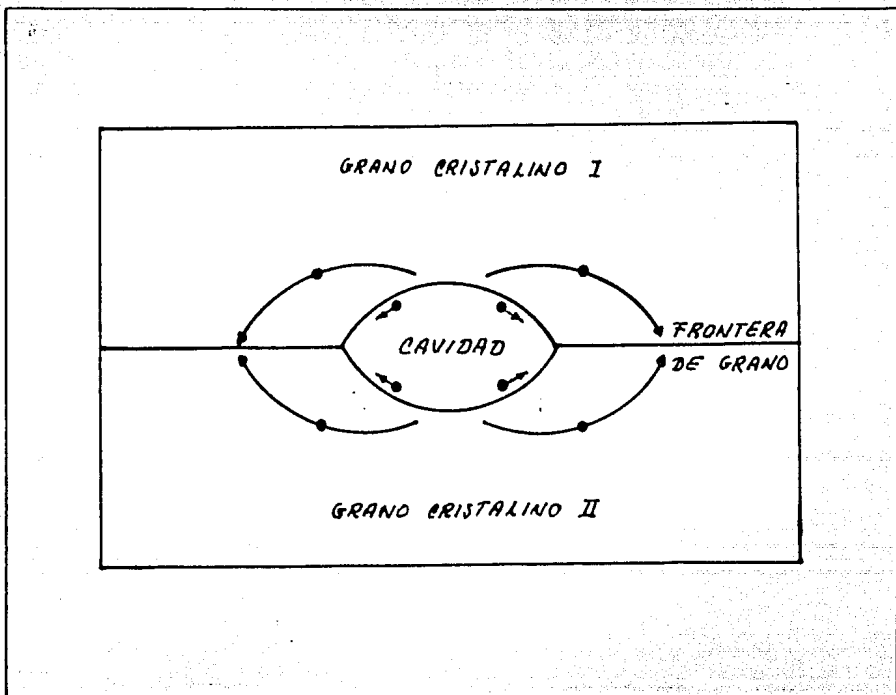 GRANO CRISTALINO I
CAVIDAD
FRONTERA
DE GRANO
GRANO CRISTALINO II